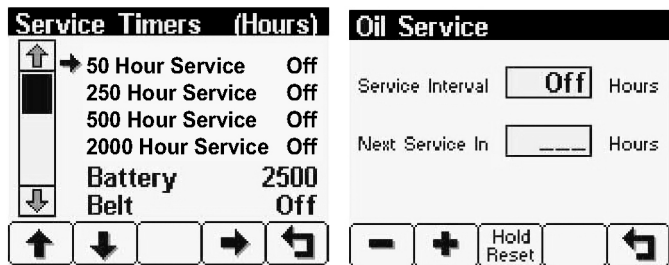 Service Timers (Hours)
50 Hour Service Off
250 Hour Service Off
500 Hour Service Off
2000 Hour Service Off
Battery 2500
Belt Off
Oil Service
Service Interval Off Hours
Next Service In ___ Hours
Hold
Reset